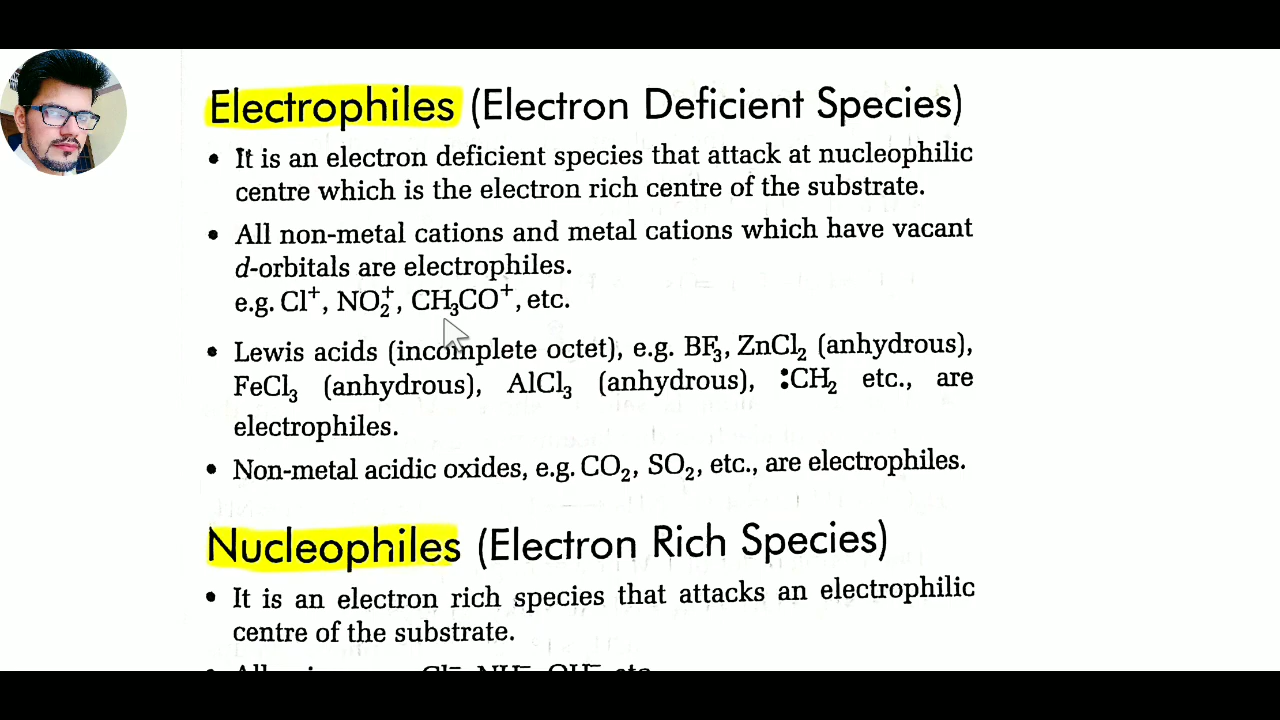 Electrophiles (Electron Deficient Species)
• It is an electron deficient species that attack at nucleophilic
centre which is the electron rich centre of the substrate.
• All non-metal cations and metal cations which have vacant
d-orbitals are electrophiles.
e.g. Cl⁺, NO₂⁺, CH₃CO⁺, etc.
• Lewis acids (incomplete octet), e.g. BF₃, ZnCl₂ (anhydrous),
FeCl₃ (anhydrous), AlCl₃ (anhydrous), :CH₂ etc., are
electrophiles.
• Non-metal acidic oxides, e.g. CO₂, SO₂, etc., are electrophiles.
Nucleophiles (Electron Rich Species)
• It is an electron rich species that attacks an electrophilic
centre of the substrate.